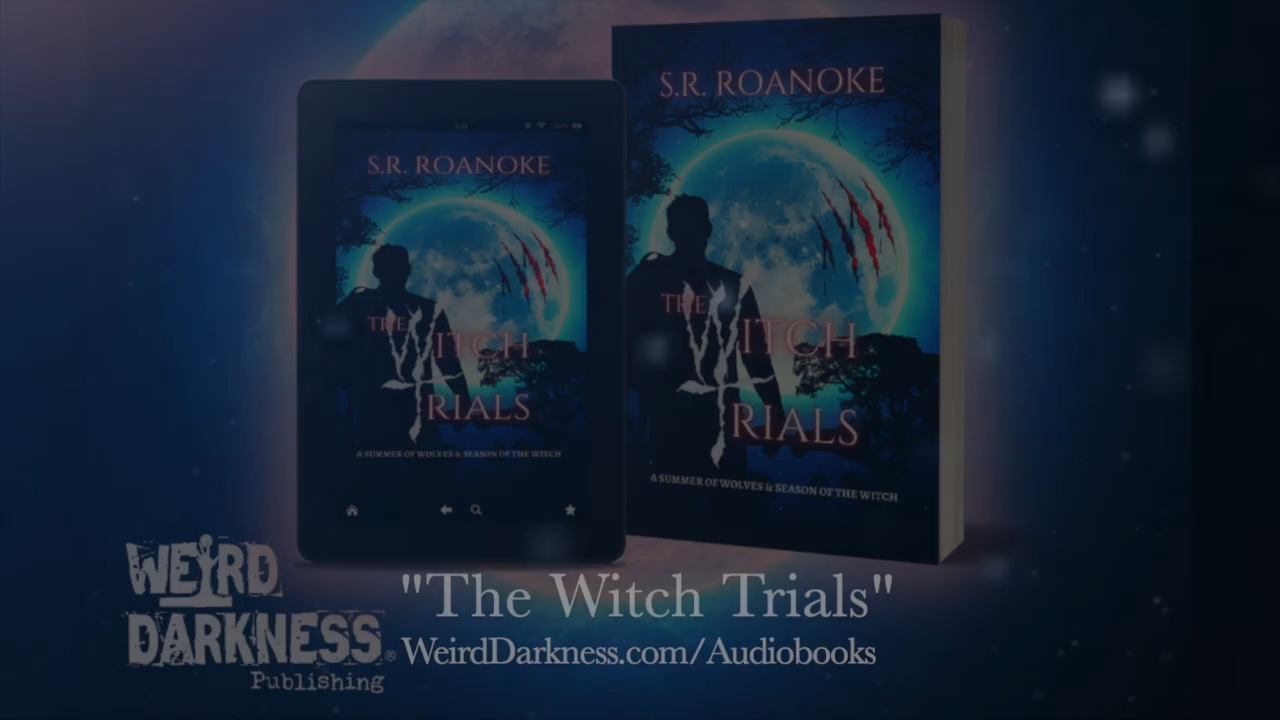 S.R. ROANOKE
THE
WITCH
TRIALS
A SUMMER OF WOLVES & SEASON OF THE WITCH
S.R. ROANOKE
THE
WITCH
TRIALS
A SUMMER OF WOLVES & SEASON OF THE WITCH
WEIRD
DARKNESS®
Publishing
"The Witch Trials"
WeirdDarkness.com/Audiobooks